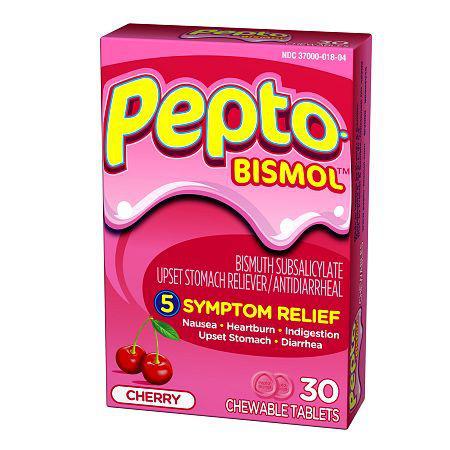 NDC 37000-018-04
Pepto-
BISMOL™
BISMUTH SUBSALICYLATE
UPSET STOMACH RELIEVER/ANTIDIARRHEAL
5 SYMPTOM RELIEF
Nausea • Heartburn • Indigestion
Upset Stomach • Diarrhea
CHERRY
30
CHEWABLE TABLETS